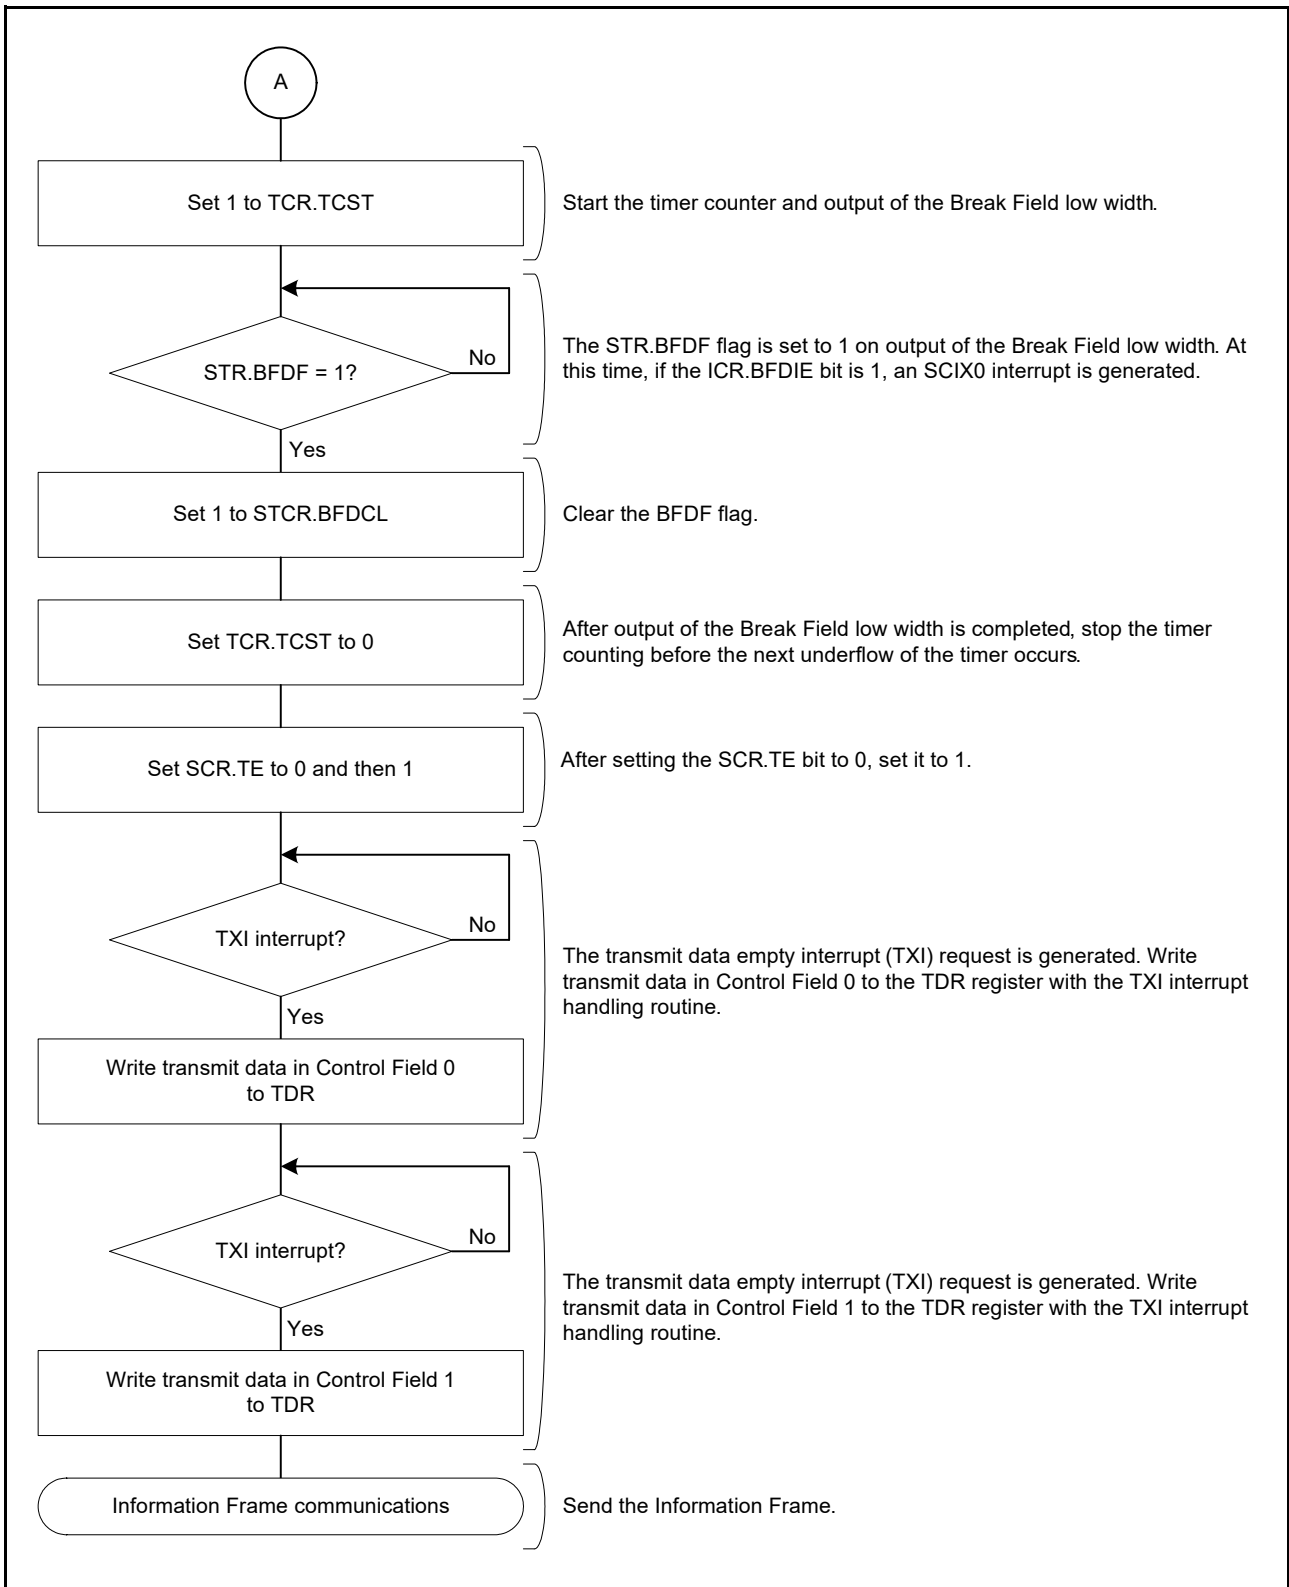 A
Set 1 to TCR.TCST
Start the timer counter and output of the Break Field low width.
STR.BFDF = 1?
No
The STR.BFDF flag is set to 1 on output of the Break Field low width. At
this time, if the ICR.BFDIE bit is 1, an SCIX0 interrupt is generated.
Yes
Set 1 to STCR.BFDCL
Clear the BFDF flag.
Set TCR.TCST to 0
After output of the Break Field low width is completed, stop the timer
counting before the next underflow of the timer occurs.
Set SCR.TE to 0 and then 1
After setting the SCR.TE bit to 0, set it to 1.
TXI interrupt?
No
The transmit data empty interrupt (TXI) request is generated. Write
transmit data in Control Field 0 to the TDR register with the TXI interrupt
handling routine.
Yes
Write transmit data in Control Field 0
to TDR
TXI interrupt?
No
The transmit data empty interrupt (TXI) request is generated. Write
transmit data in Control Field 1 to the TDR register with the TXI interrupt
handling routine.
Yes
Write transmit data in Control Field 1
to TDR
Information Frame communications
Send the Information Frame.